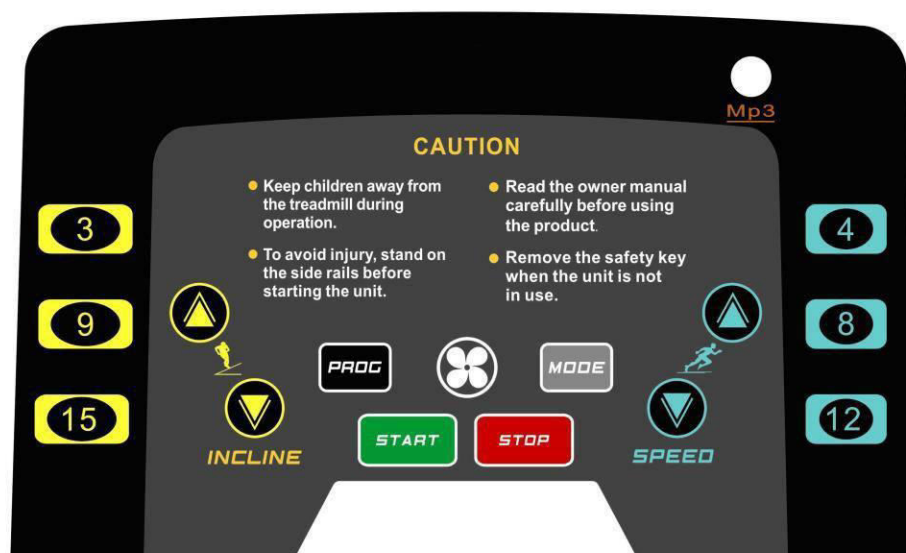 Mp3
CAUTION
Keep children away from
the treadmill during
operation.
To avoid injury, stand on
the side rails before
starting the unit.
Read the owner manual
carefully before using
the product.
Remove the safety key
when the unit is not
in use.
3
9
15
4
8
12
PROG
MODE
START
STOP
INCLINE
SPEED